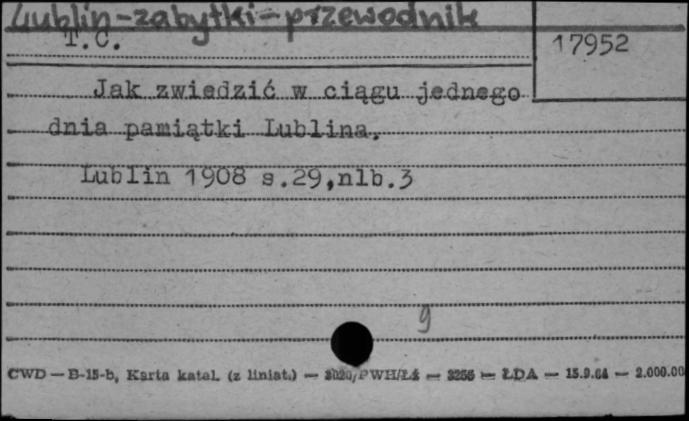 Lublin-zabytki-przewodnik
T.C.
17952
Jak zwiedzić w ciągu jednego
dnia pamiątki Lublina.
Lublin 1908 s.29,nlb.3
9
CWD — B-15-b, Karta katal. (z liniat.) — PWH/Łż — — ŁDA — 15.9.64 — 2.000.00